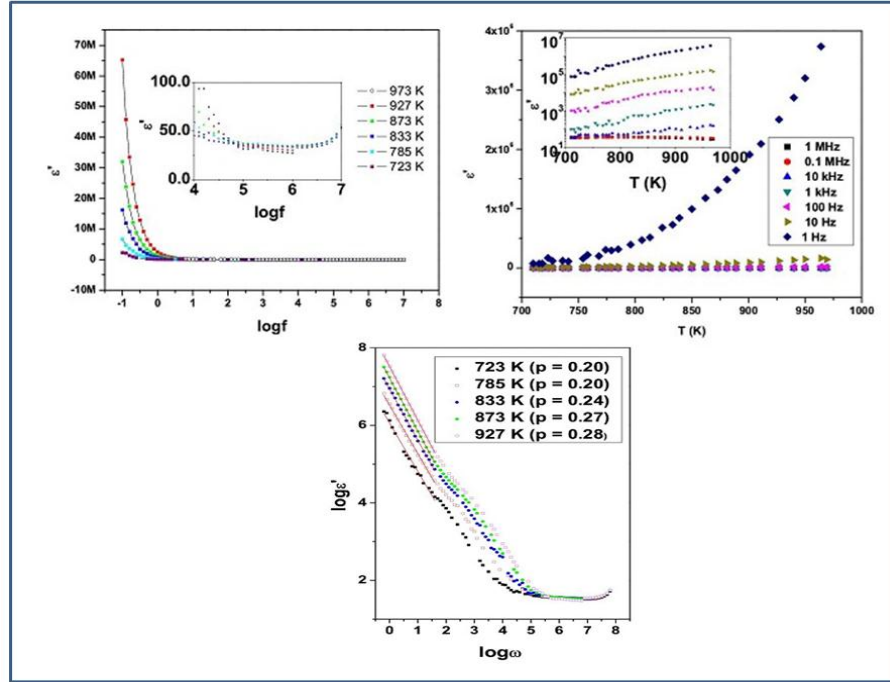 70M
60M
50M
40M
30M
20M
10M
0
-10M
ε'
-1 0 1 2 3 4 5 6 7 8
logf
100.0
50.0
0.0
ε'
4 5 6 7
logf
973 K
927 K
873 K
833 K
785 K
723 K
4x10⁶
3x10⁶
2x10⁶
1x10⁶
0
700 750 800 850 900 950 1000
T (K)
10⁷
10⁵
10³
10¹
ε'
700 800 900 1000
T (K)
1 MHz
0.1 MHz
10 kHz
1 kHz
100 Hz
10 Hz
1 Hz
8
6
4
2
logε'
0 1 2 3 4 5 6 7 8
logω
723 K (p = 0.20)
785 K (p = 0.20)
833 K (p = 0.24)
873 K (p = 0.27)
927 K (p = 0.28)